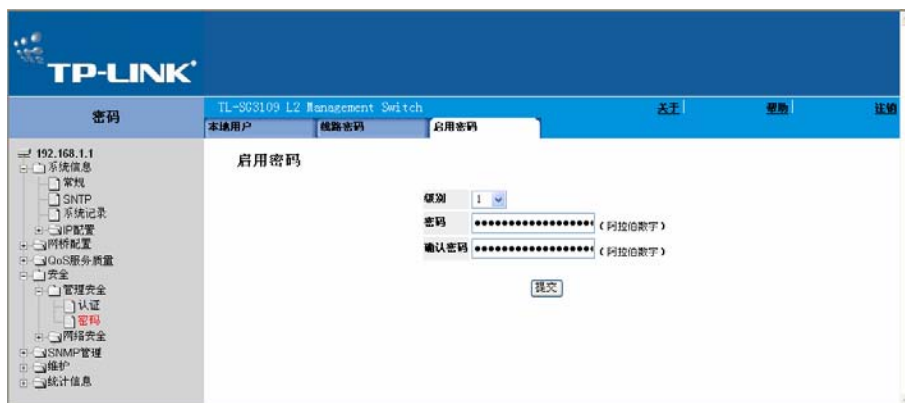 TP-LINK
密码
TL-SG3109 L2 Management Switch
关于
帮助
注销
本地用户
线路密码
启用密码
192.168.1.1
系统信息
常规
SNTP
系统记录
IP配置
网桥配置
QoS服务质量
安全
管理安全
认证
密码
网络安全
SNMP管理
维护
统计信息
启用密码
级别 1
密码 ●●●●●●●●●●●●●●●●●● (阿拉伯数字)
确认密码 ●●●●●●●●●●●●●●●●●● (阿拉伯数字)
提交